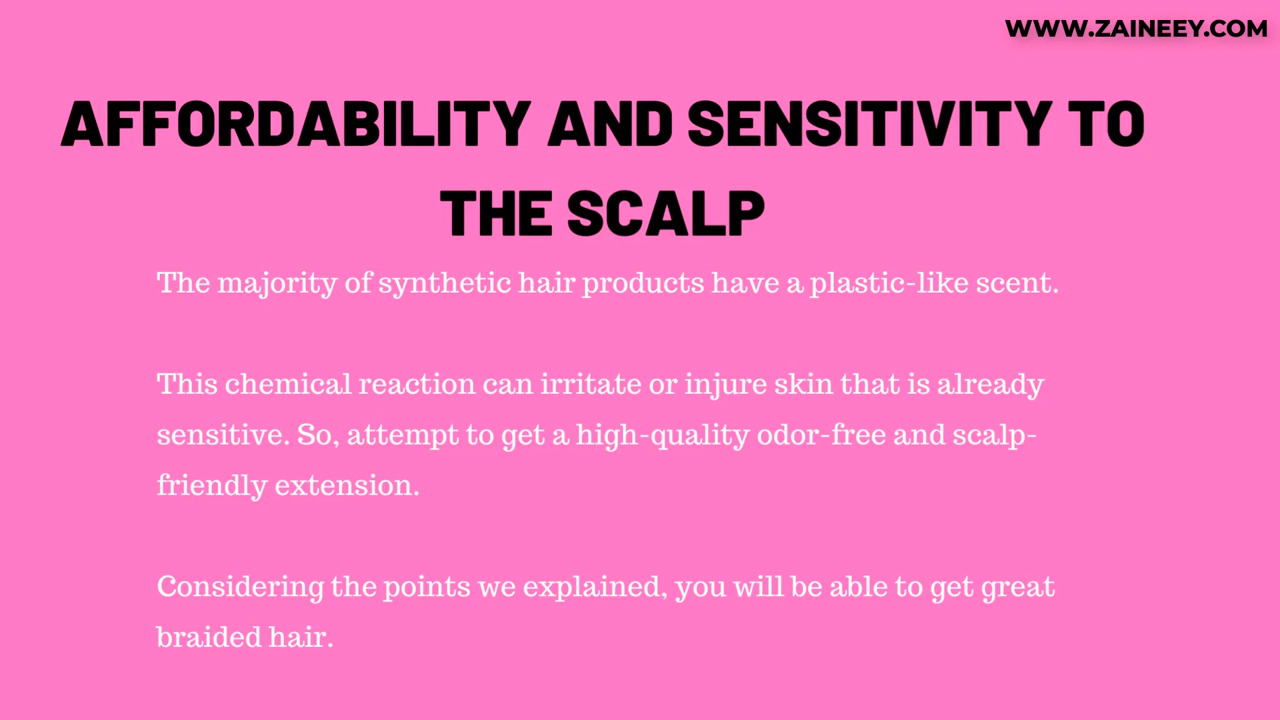 WWW.ZAINEEY.COM
AFFORDABILITY AND SENSITIVITY TO
THE SCALP
The majority of synthetic hair products have a plastic-like scent.
This chemical reaction can irritate or injure skin that is already
sensitive. So, attempt to get a high-quality odor-free and scalp-
friendly extension.
Considering the points we explained, you will be able to get great
braided hair.